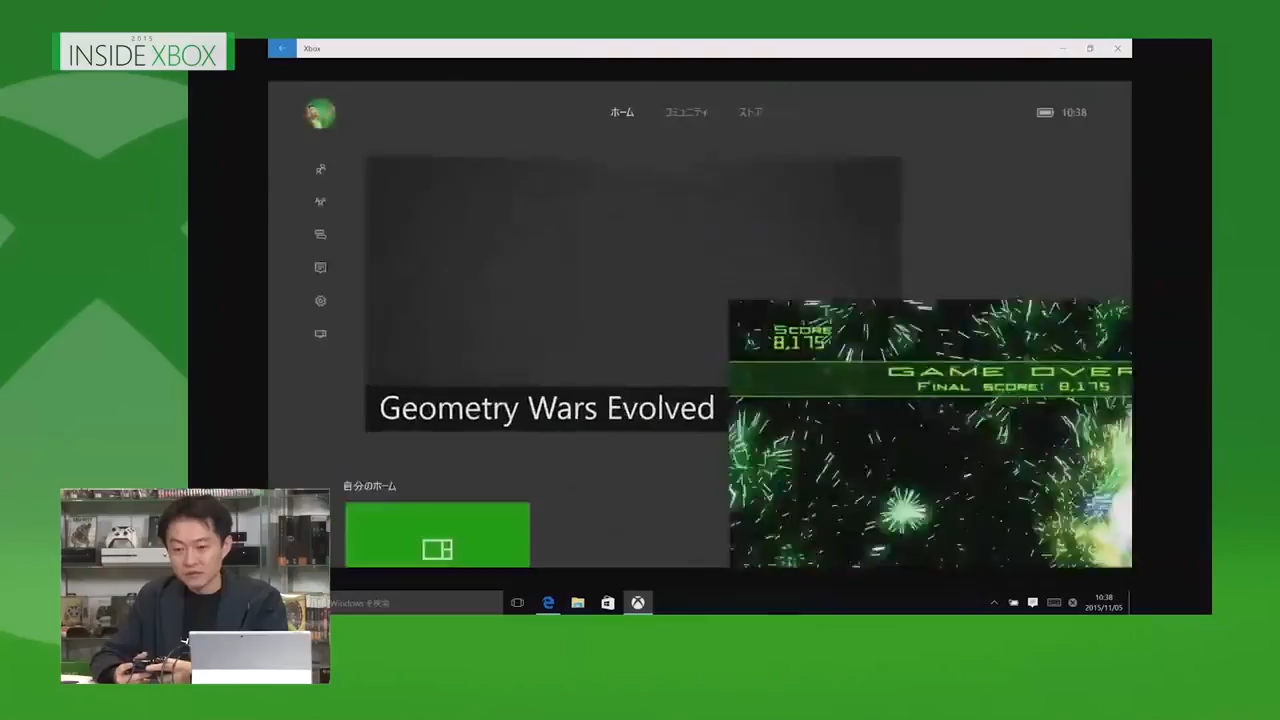 2015
INSIDE XBOX
Xbox
ホーム
コミュニティ
ストア
10:38
SCORE
8,175
GAME OVER
FINAL SCORE: 8,175
Geometry Wars Evolved
自分のホーム
Windows を検索
10:38
2015/11/05